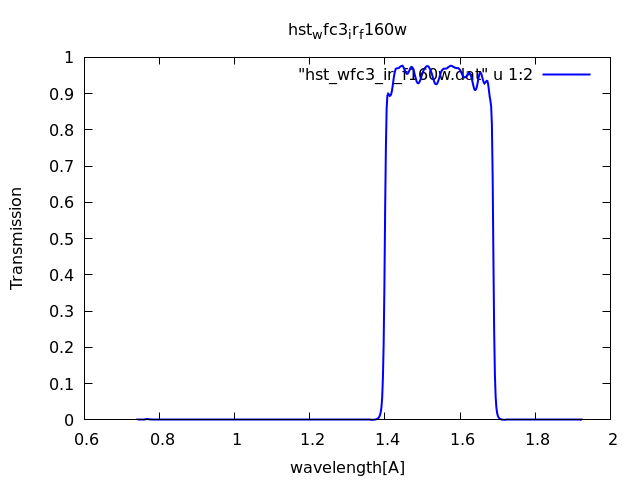 hst_wfc3_ir_f160w
1
"hst_wfc3_ir_f160w.dat" u 1:2
0.9
0.8
0.7
0.6
0.5
0.4
0.3
0.2
0.1
0
Transmission
0.6 0.8 1 1.2 1.4 1.6 1.8 2
wavelength[A]